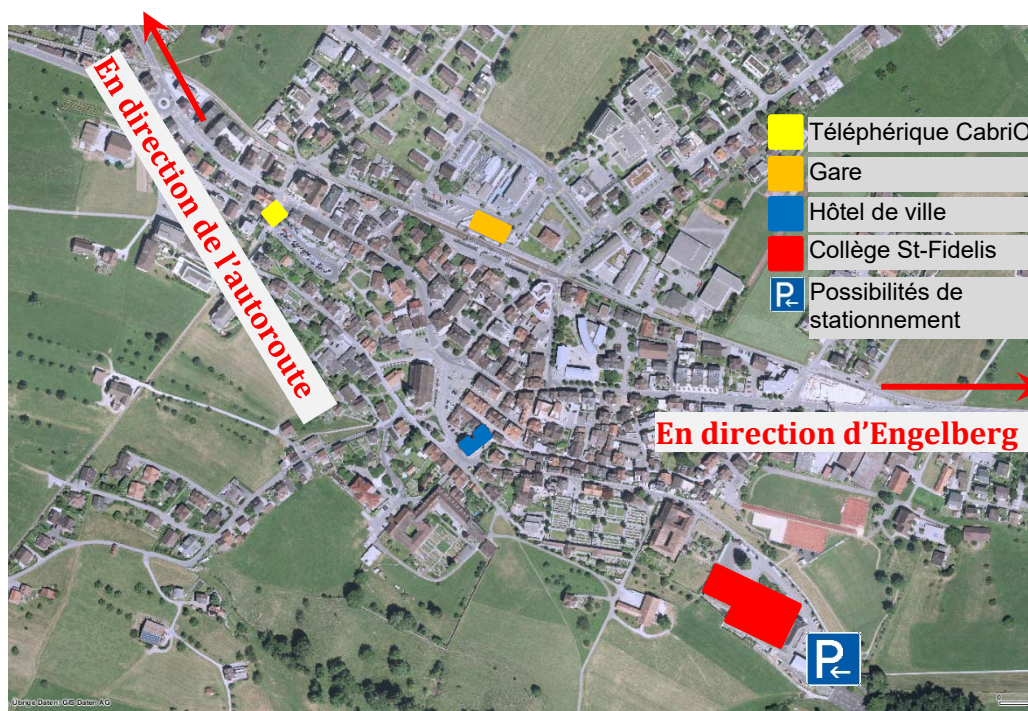 En direction de l'autoroute
Téléphérique CabriO
Gare
Hôtel de ville
Collège St-Fidelis
P
Possibilités de
stationnement
En direction d'Engelberg
P
Übrige Daten: GIS Daten AG
0